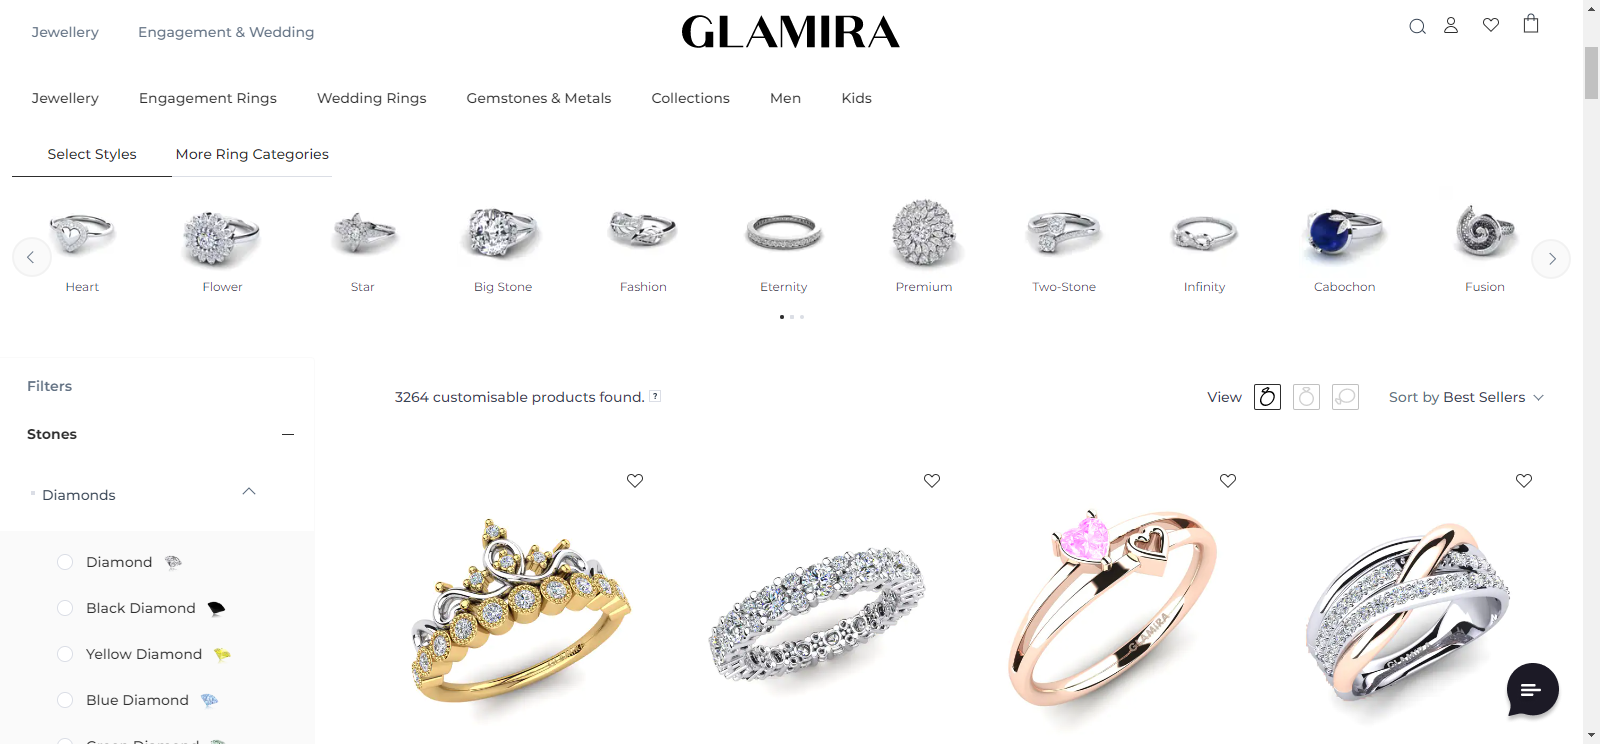 Jewellery Engagement & Wedding
GLAMIRA
Jewellery Engagement Rings Wedding Rings Gemstones & Metals Collections Men Kids
Select Styles More Ring Categories
Heart Flower Star Big Stone Fashion Eternity Premium Two-Stone Infinity Cabochon Fusion
Filters
3264 customisable products found. ?
View
Sort by Best Sellers
Stones
Diamonds
Diamond
Black Diamond
Yellow Diamond
Blue Diamond
GLAMIRA
GLAMIRA